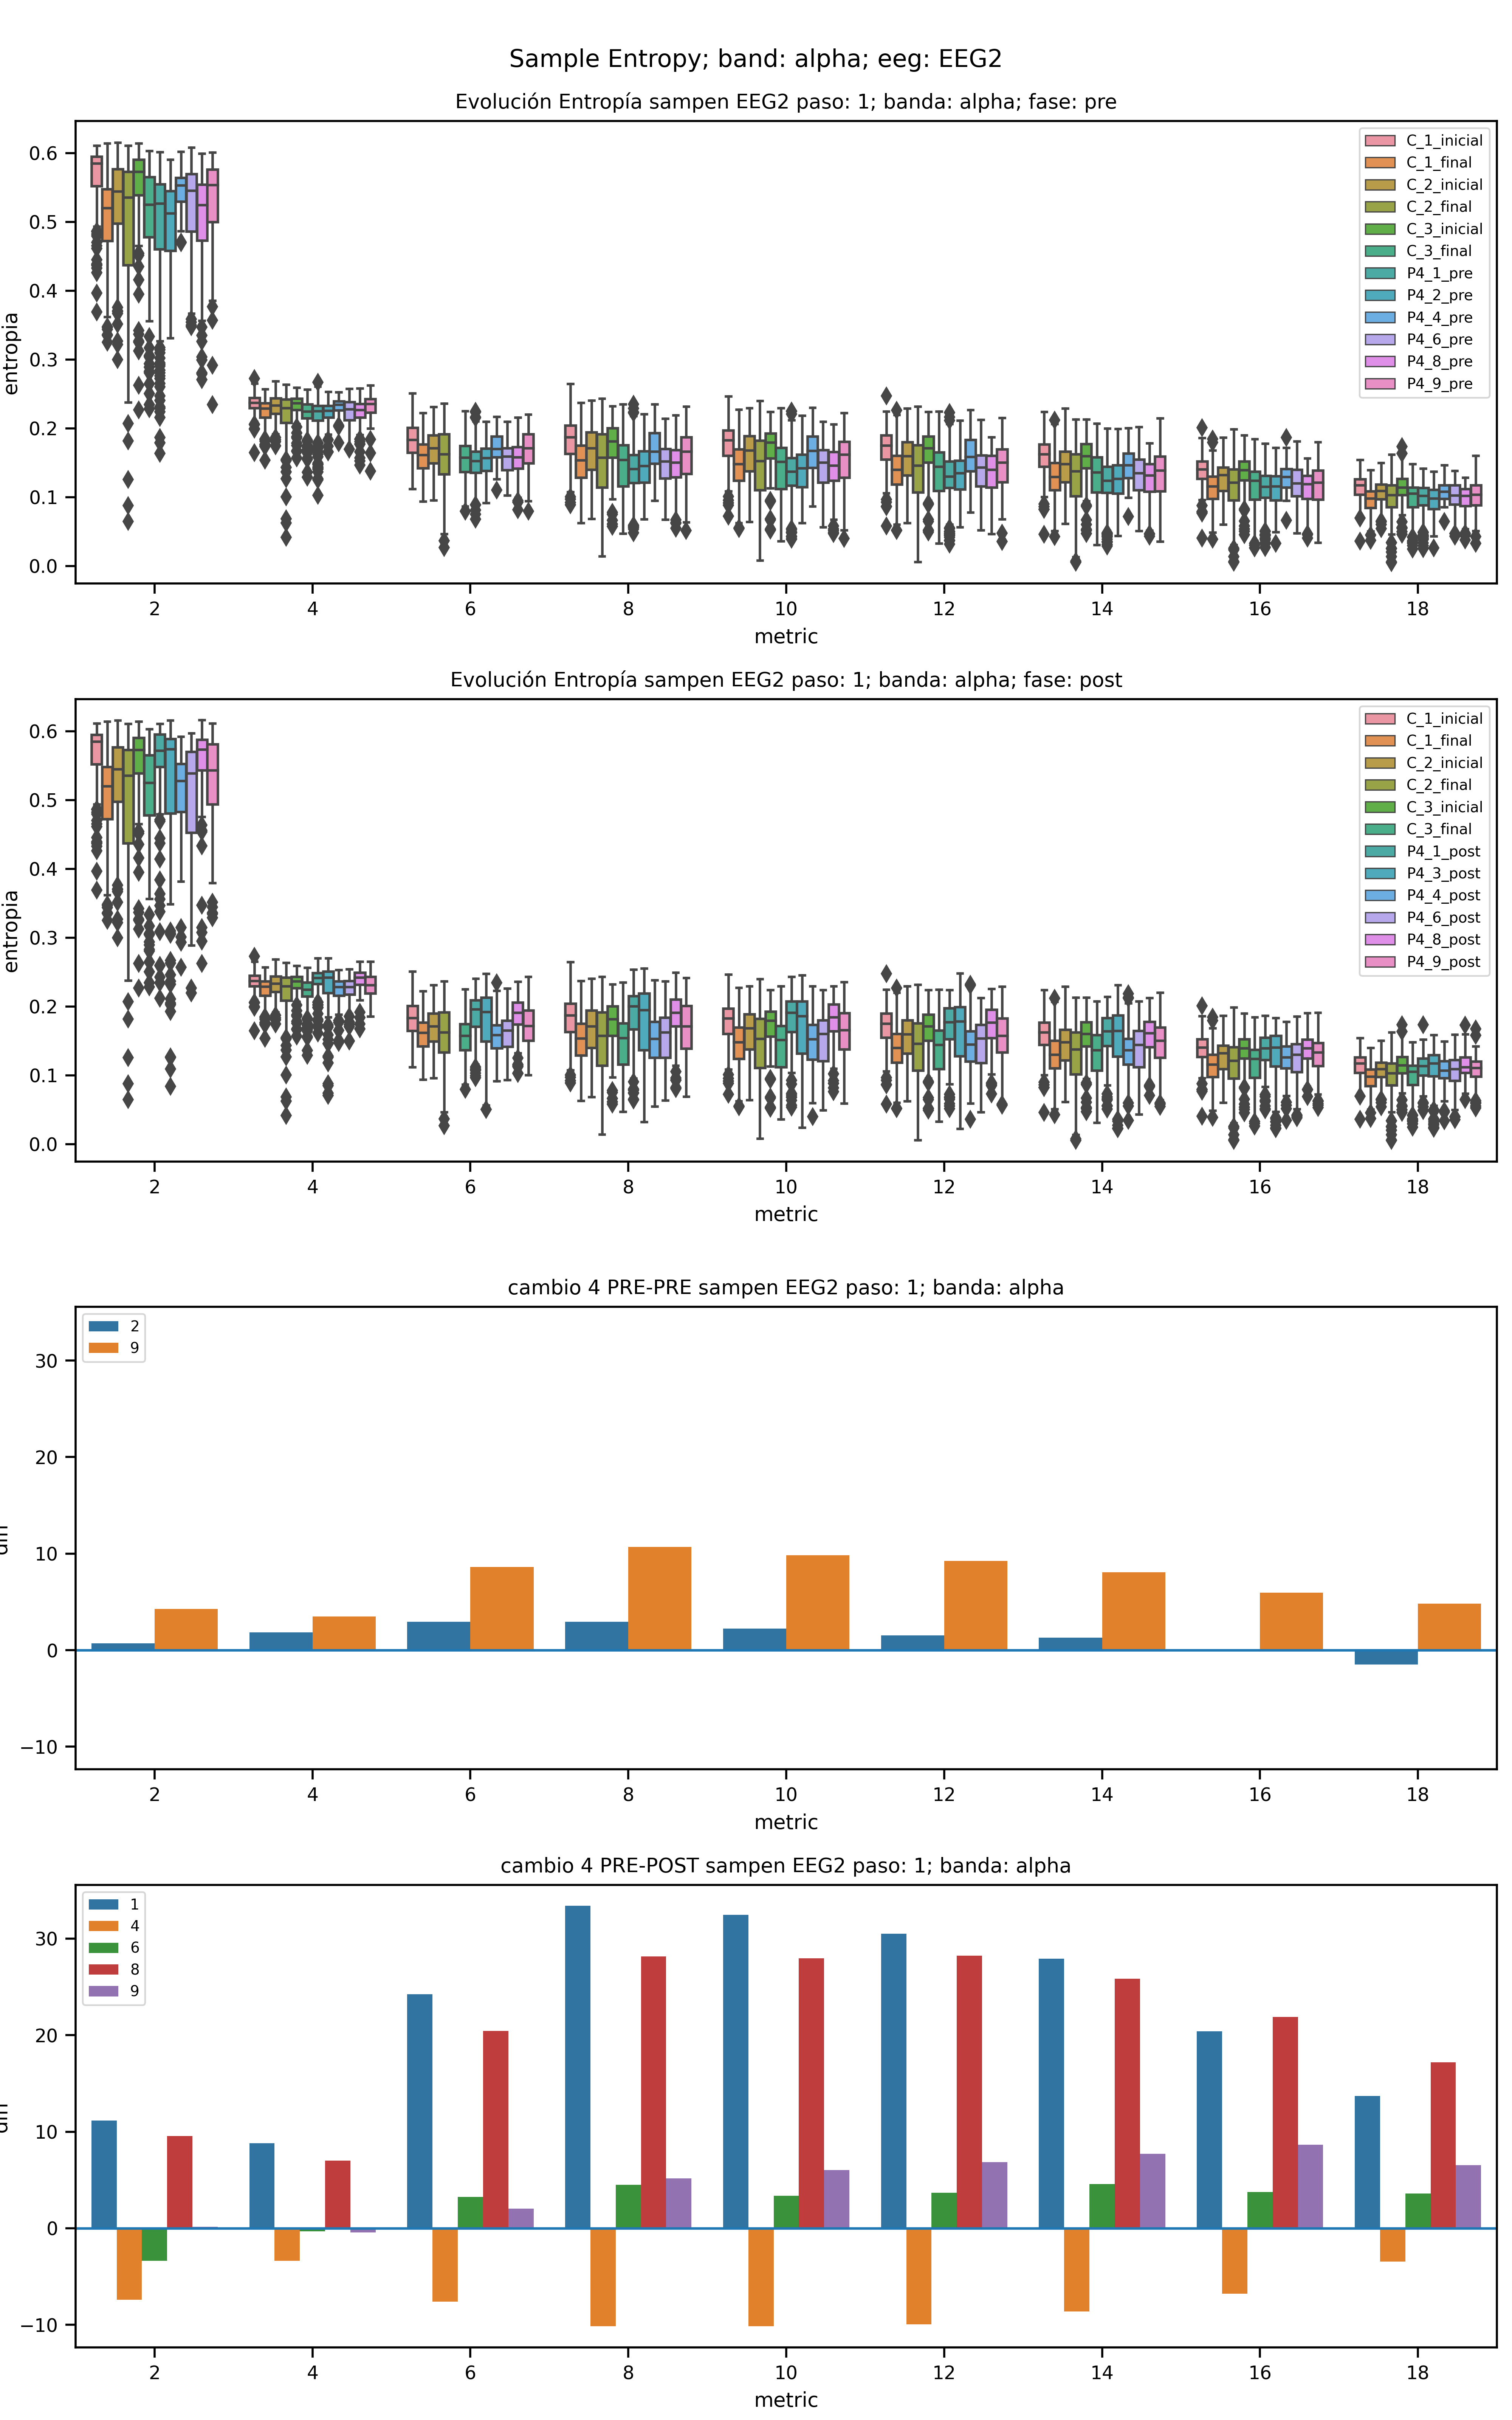 Sample Entropy; band: alpha; eeg: EEG2
Evolución Entropía sampen EEG2 paso: 1; banda: alpha; fase: pre
entropia
0.6
0.5
0.4
0.3
0.2
0.1
0.0
C_1_inicial
C_1_final
C_2_inicial
C_2_final
C_3_inicial
C_3_final
P4_1_pre
P4_2_pre
P4_4_pre
P4_6_pre
P4_8_pre
P4_9_pre
2 4 6 8 10 12 14 16 18
metric
Evolución Entropía sampen EEG2 paso: 1; banda: alpha; fase: post
entropia
0.6
0.5
0.4
0.3
0.2
0.1
0.0
C_1_inicial
C_1_final
C_2_inicial
C_2_final
C_3_inicial
C_3_final
P4_1_post
P4_3_post
P4_4_post
P4_6_post
P4_8_post
P4_9_post
2 4 6 8 10 12 14 16 18
metric
cambio 4 PRE-PRE sampen EEG2 paso: 1; banda: alpha
2
9
30
20
10
0
−10
2 4 6 8 10 12 14 16 18
metric
cambio 4 PRE-POST sampen EEG2 paso: 1; banda: alpha
1
4
6
8
9
30
20
10
0
−10
2 4 6 8 10 12 14 16 18
metric